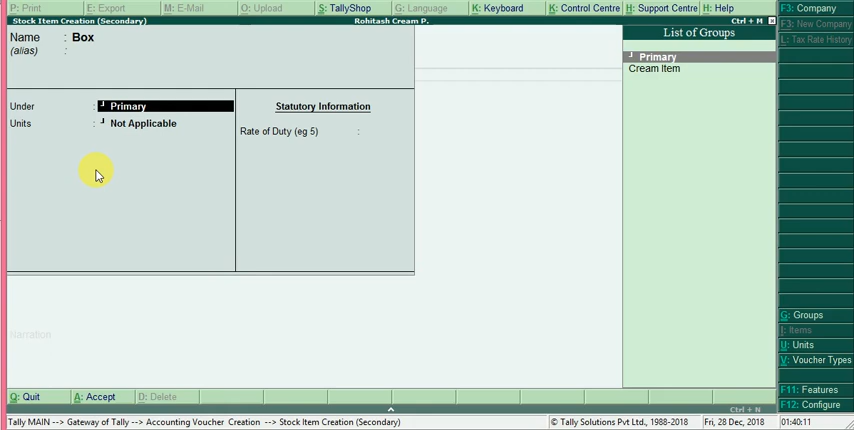 P: Print E: Export M: E-Mail O: Upload S: TallyShop G: Language K: Keyboard K: Control Centre H: Support Centre H: Help
F3: Company
Stock Item Creation (Secondary) Rohitash Cream P. Ctrl + M
F3: New Company
Name : Box
(alias) :
List of Groups
L: Tax Rate History
Primary
Cream Item
Under : Primary
Statutory Information
Units : Not Applicable
Rate of Duty (eg 5) :
G: Groups
I: Items
Narration
U: Units
V: Voucher Types
F11: Features
Q: Quit A: Accept D: Delete
F12: Configure
Ctrl + N
Tally MAIN --> Gateway of Tally --> Accounting Voucher Creation --> Stock Item Creation (Secondary) © Tally Solutions Pvt Ltd., 1988-2018 Fri, 28 Dec, 2018 01:40:11